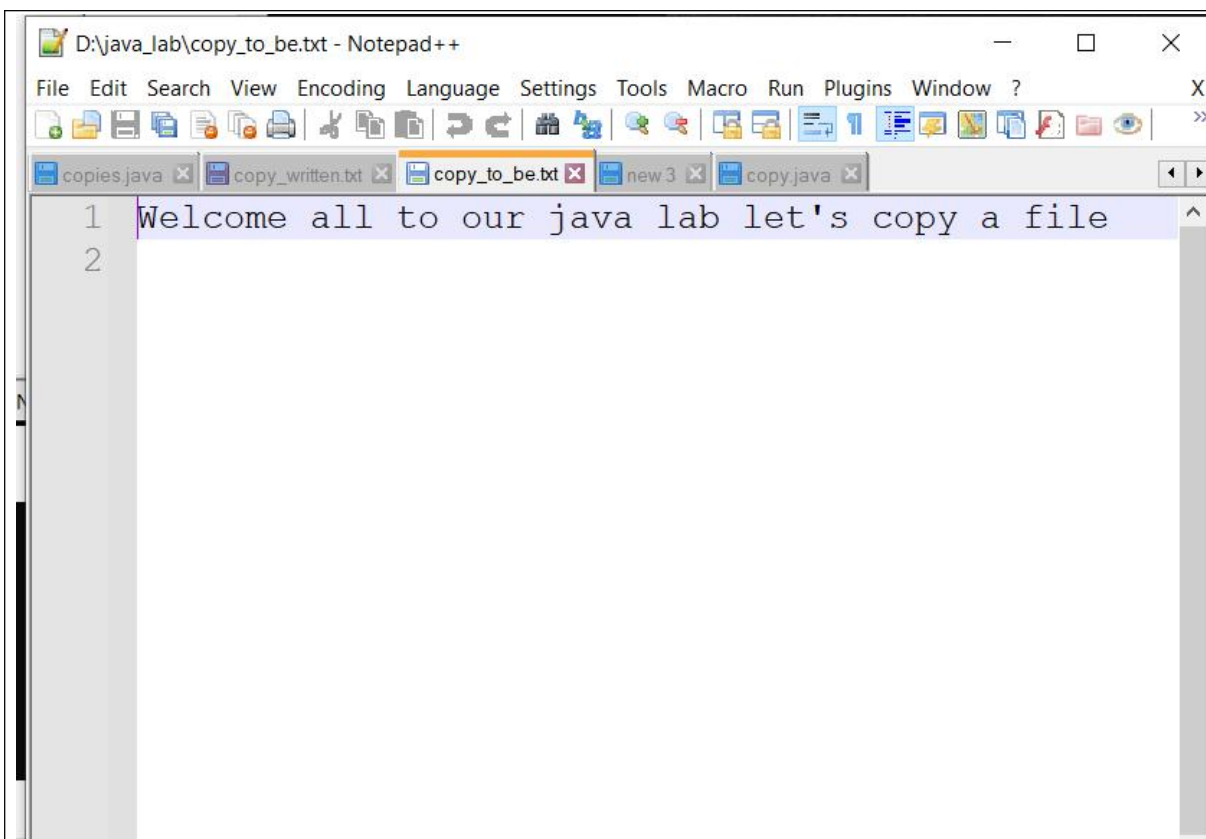 D:\java_lab\copy_to_be.txt - Notepad++
File Edit Search View Encoding Language Settings Tools Macro Run Plugins Window ? X
copies.java copy_written.txt copy_to_be.txt new 3 copy.java
1 Welcome all to our java lab let's copy a file
2